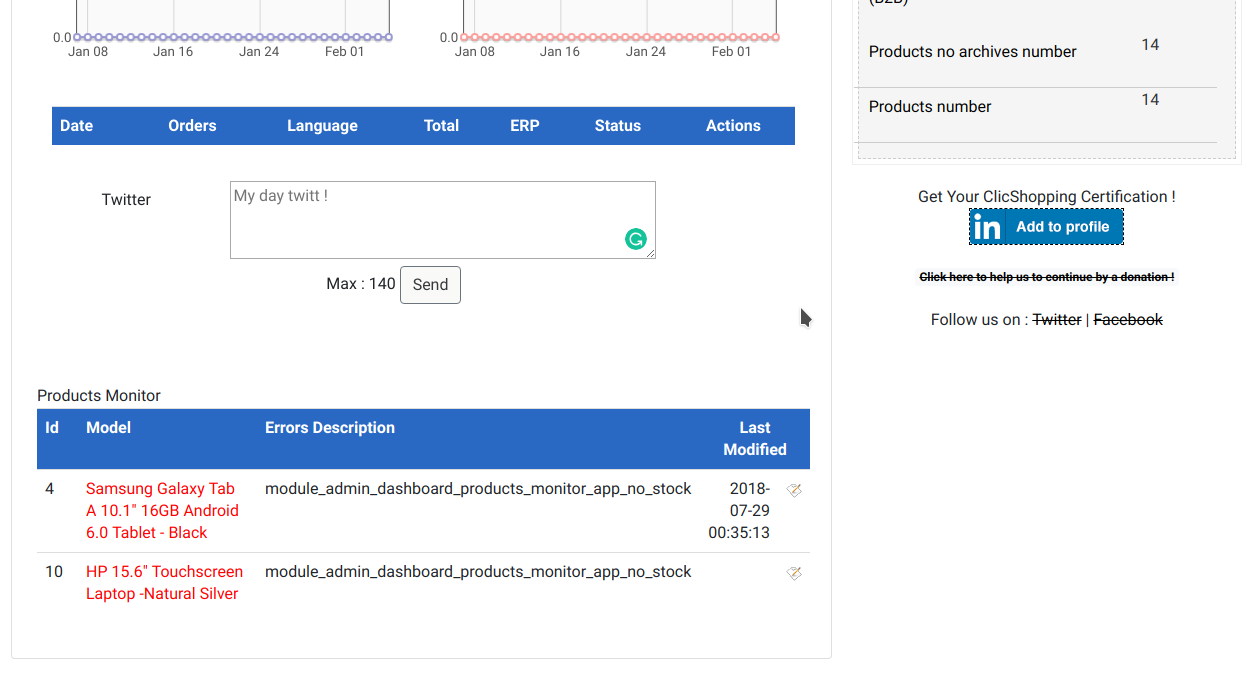 0.0
Jan 08 Jan 16 Jan 24 Feb 01
0.0
Jan 08 Jan 16 Jan 24 Feb 01
Date Orders Language Total ERP Status Actions
Twitter
My day twitt !
Max : 140 Send
Products Monitor
Id Model Errors Description Last
Modified
4 Samsung Galaxy Tab module_admin_dashboard_products_monitor_app_no_stock 2018-
A 10.1" 16GB Android 07-29
6.0 Tablet - Black 00:35:13
10 HP 15.6" Touchscreen module_admin_dashboard_products_monitor_app_no_stock
Laptop -Natural Silver
(B2B)
Products no archives number 14
Products number 14
Get Your ClicShopping Certification !
in Add to profile
Click here to help us to continue by a donation !
Follow us on : Twitter | Facebook